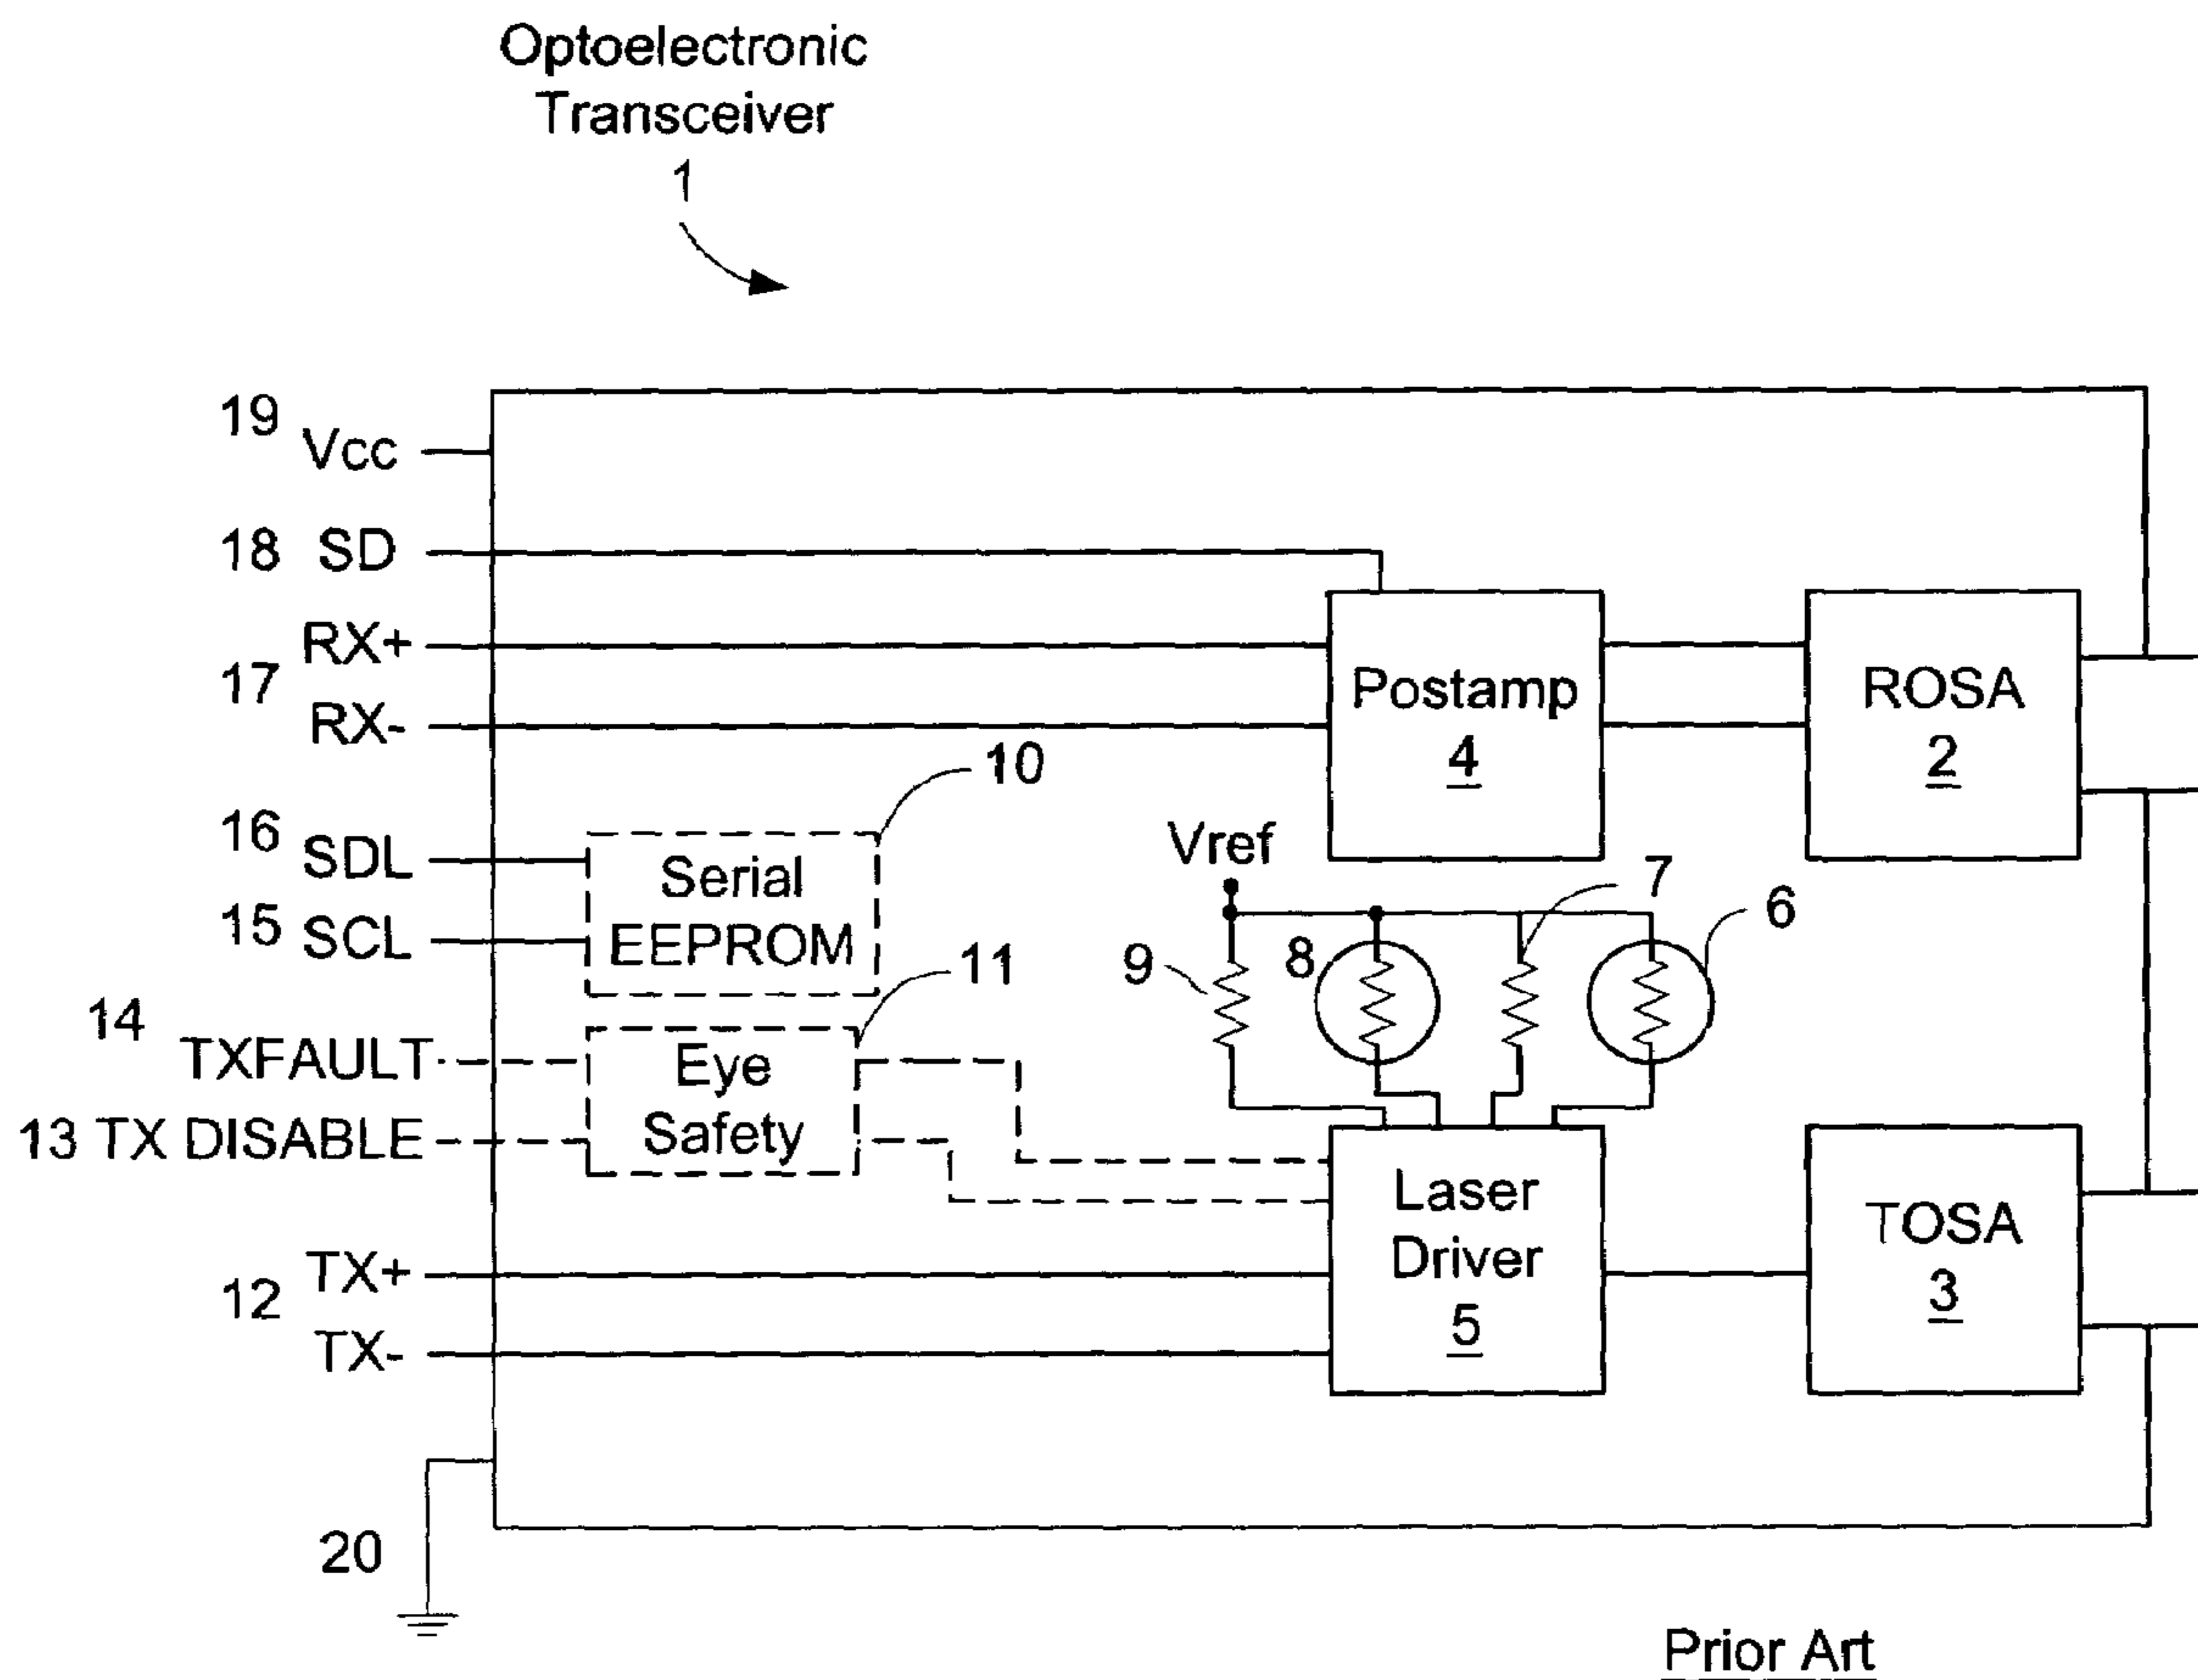 Optoelectronic
Transceiver
1
19
Vcc
18 SD
RX+
17
RX-
Postamp
4
ROSA
2
10
16
SDL
Serial
EEPROM
15
SCL
Vref
7
6
9
8
11
14
TXFAULT
Eye
Safety
13 TX DISABLE
Laser
Driver
5
TOSA
3
TX+
12
TX-
20
Prior Art